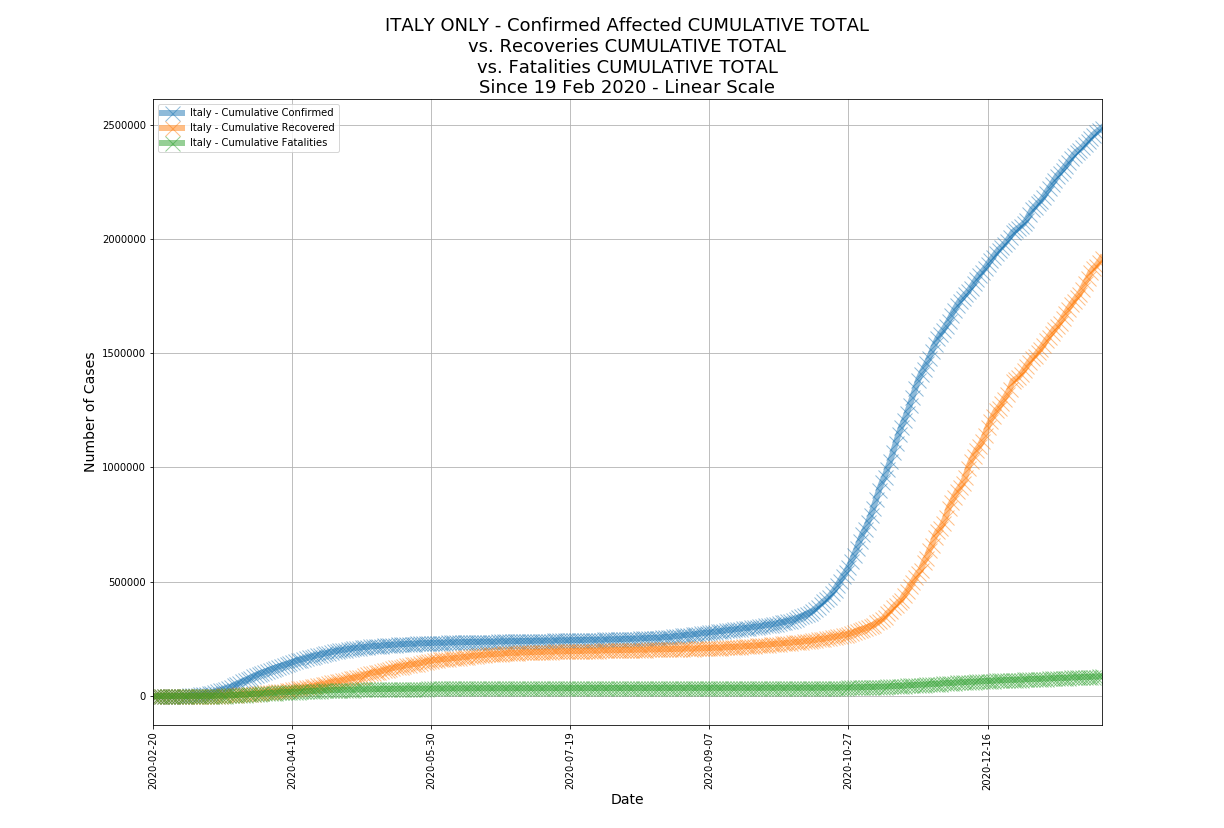 ITALY ONLY - Confirmed Affected CUMULATIVE TOTAL
vs. Recoveries CUMULATIVE TOTAL
vs. Fatalities CUMULATIVE TOTAL
Since 19 Feb 2020 - Linear Scale
Italy - Cumulative Confirmed
Italy - Cumulative Recovered
Italy - Cumulative Fatalities
Number of Cases
2500000
2000000
1500000
1000000
500000
0
2020-02-20
2020-04-10
2020-05-30
2020-07-19
2020-09-07
2020-10-27
2020-12-16
Date